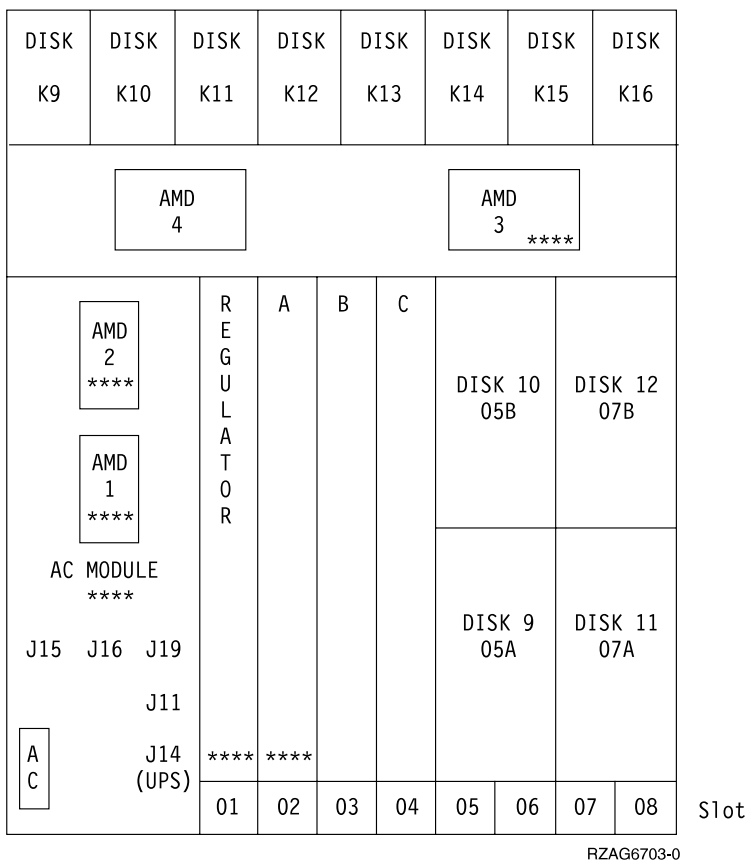 DISK DISK DISK DISK DISK DISK DISK DISK
K9 K10 K11 K12 K13 K14 K15 K16
AMD
4
AMD
3
****
AMD
2
****
AMD
1
****
AC MODULE
****
J15 J16 J19
J11
J14
(UPS)
A
C
R
E
G
U
L
A
T
O
R
****
A
****
B
C
DISK 10
05B
DISK 12
07B
DISK 9
05A
DISK 11
07A
01 02 03 04 05 06 07 08 Slot
RZAG6703-0